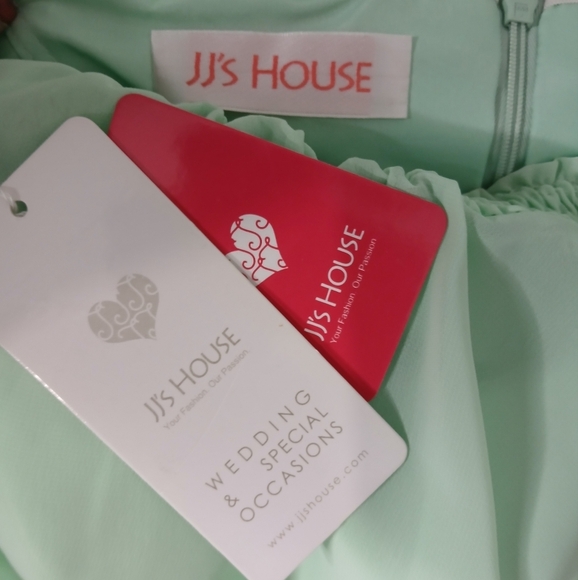 JJ's House
JJ's House
Your Fashion. Our Passion.
JJ's House
Your Fashion. Our Passion.
WEDDING
& SPECIAL
OCCASIONS
www.jjshouse.com